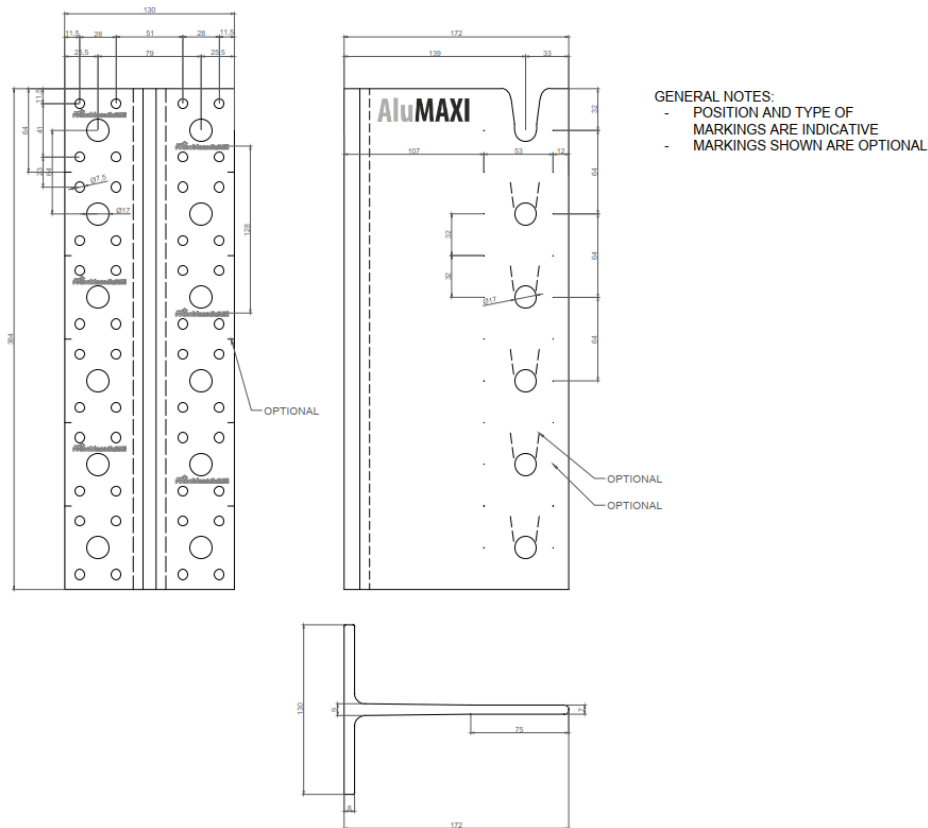 130
11,5 28 51 28 11,5
25,5 79 25,5
11,5
64
41
23
64
Ø7,5
Ø17
128
384
OPTIONAL
172
139 33
AluMAXI
32
107 53 12
64
32
32
64
Ø17
64
OPTIONAL
OPTIONAL
GENERAL NOTES:
- POSITION AND TYPE OF
MARKINGS ARE INDICATIVE
- MARKINGS SHOWN ARE OPTIONAL
130
9
7
75
8
172